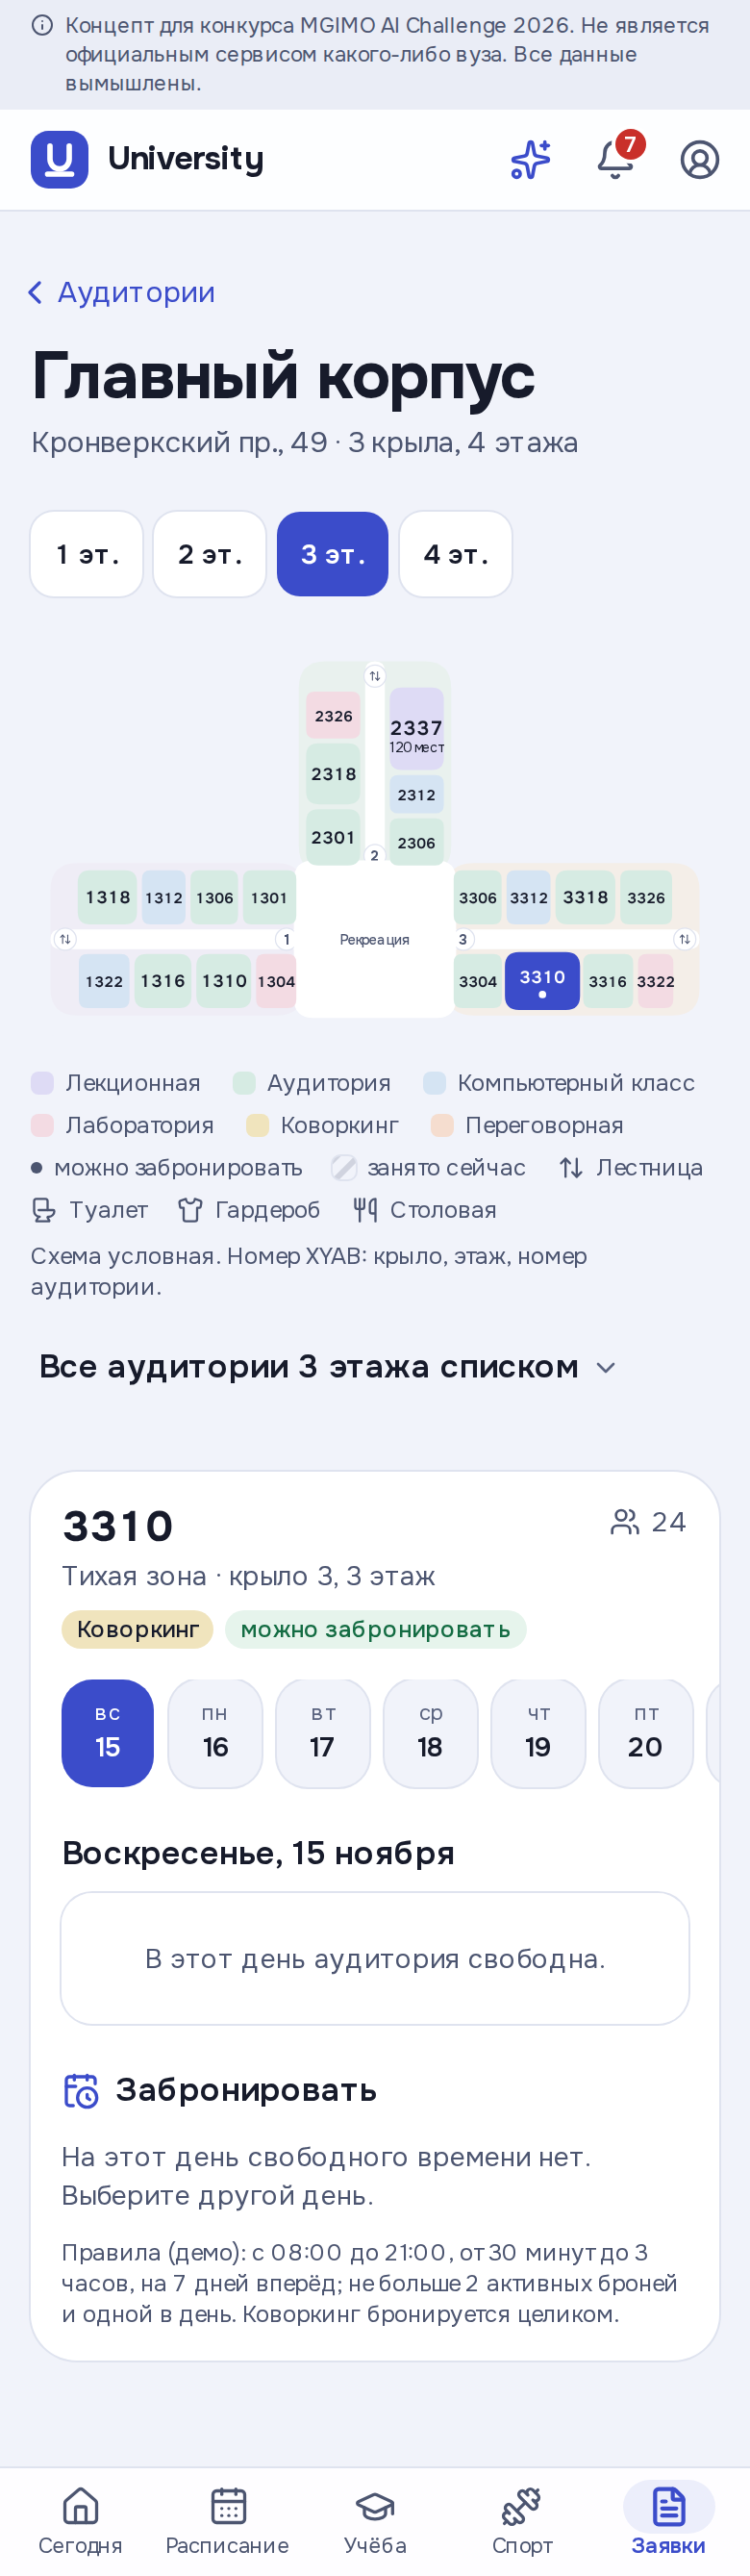 Концепт для конкурса MGIMO AI Challenge 2026. Не является
официальным сервисом какого-либо вуза. Все данные
вымышлены.
University
7
Аудитории
Главный корпус
Кронверкский пр., 49 · 3 крыла, 4 этажа
1 эт.
2 эт.
3 эт.
4 эт.
2326
2337
120 мест
2318
2312
2301
2306
2
1318
1312
1306
1301
3306
3312
3318
3326
1
Рекреация
3
1322
1316
1310
1304
3304
3310
3316
3322
Лекционная
Аудитория
Компьютерный класс
Лаборатория
Коворкинг
Переговорная
можно забронировать
занято сейчас
Лестница
Туалет
Гардероб
Столовая
Схема условная. Номер XYAB: крыло, этаж, номер
аудитории.
Все аудитории 3 этажа списком
3310
24
Тихая зона · крыло 3, 3 этаж
Коворкинг
можно забронировать
вс
15
пн
16
вт
17
ср
18
чт
19
пт
20
Воскресенье, 15 ноября
В этот день аудитория свободна.
Забронировать
На этот день свободного времени нет.
Выберите другой день.
Правила (демо): с 08:00 до 21:00, от 30 минут до 3
часов, на 7 дней вперёд; не больше 2 активных броней
и одной в день. Коворкинг бронируется целиком.
Сегодня
Расписание
Учёба
Спорт
Заявки